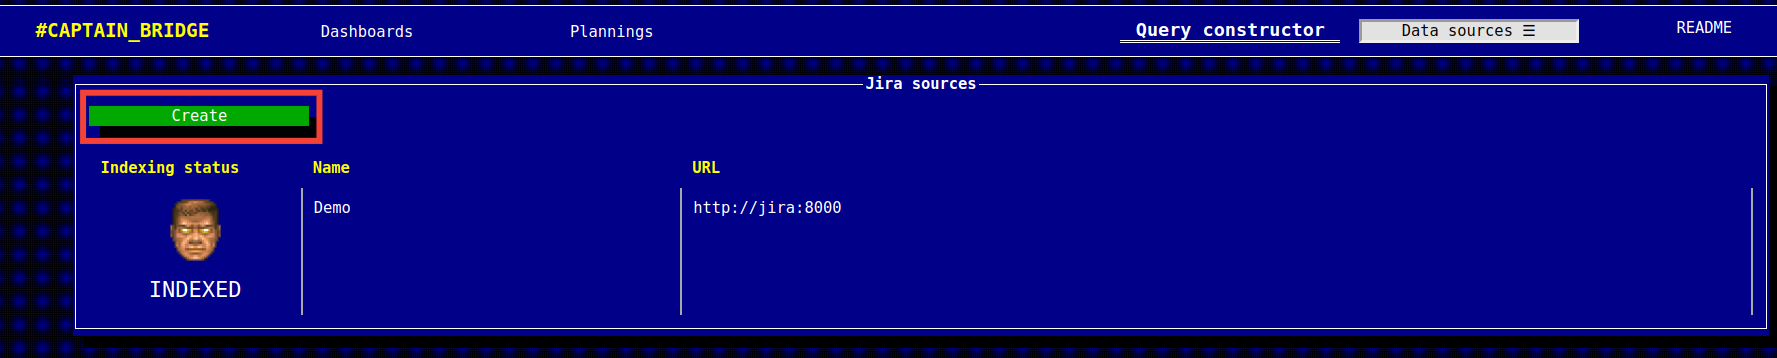 #CAPTAIN_BRIDGE Dashboards Plannings Query constructor Data sources ☰ README
Jira sources
Create
Indexing status Name URL
Demo http://jira:8000
INDEXED